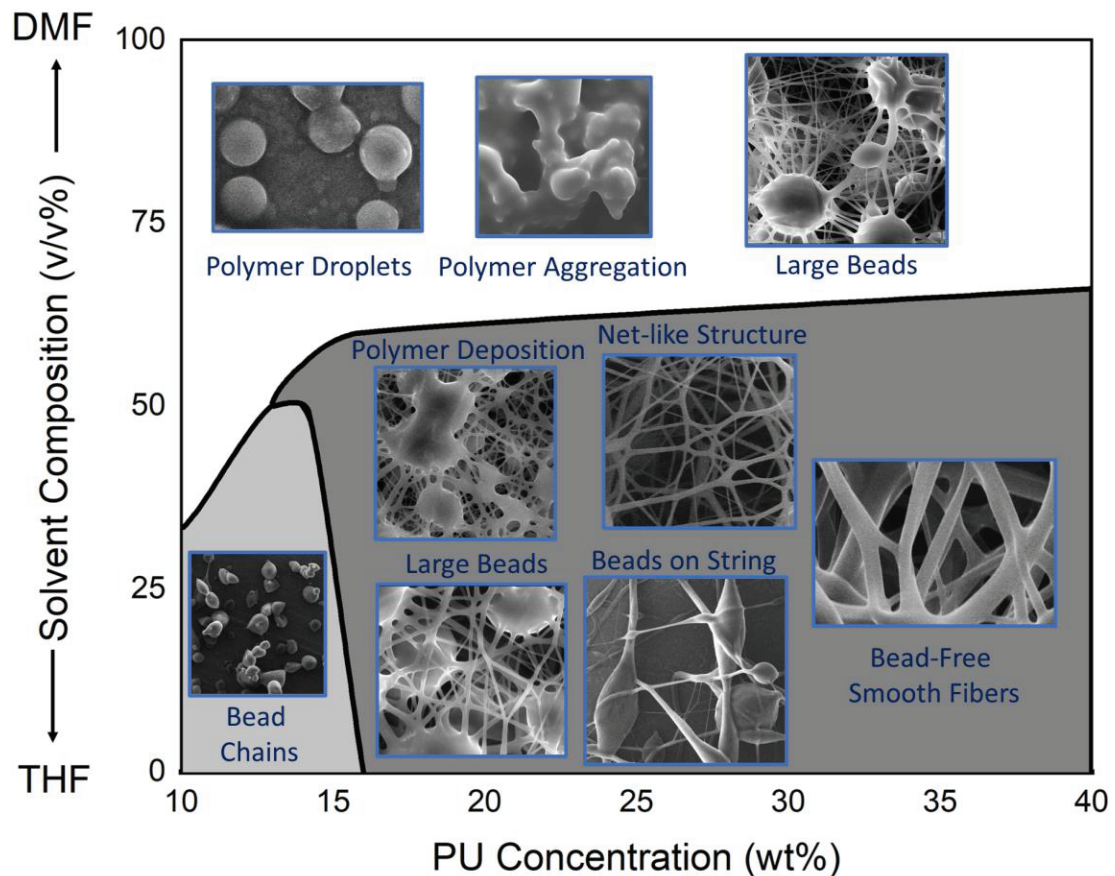 DMF
100
75
50
25
0
THF
Solvent Composition (v/v%)
Polymer Droplets
Polymer Aggregation
Large Beads
Polymer Deposition
Net-like Structure
Large Beads
Beads on String
Bead
Chains
Bead-Free
Smooth Fibers
10
15
20
25
30
35
40
PU Concentration (wt%)